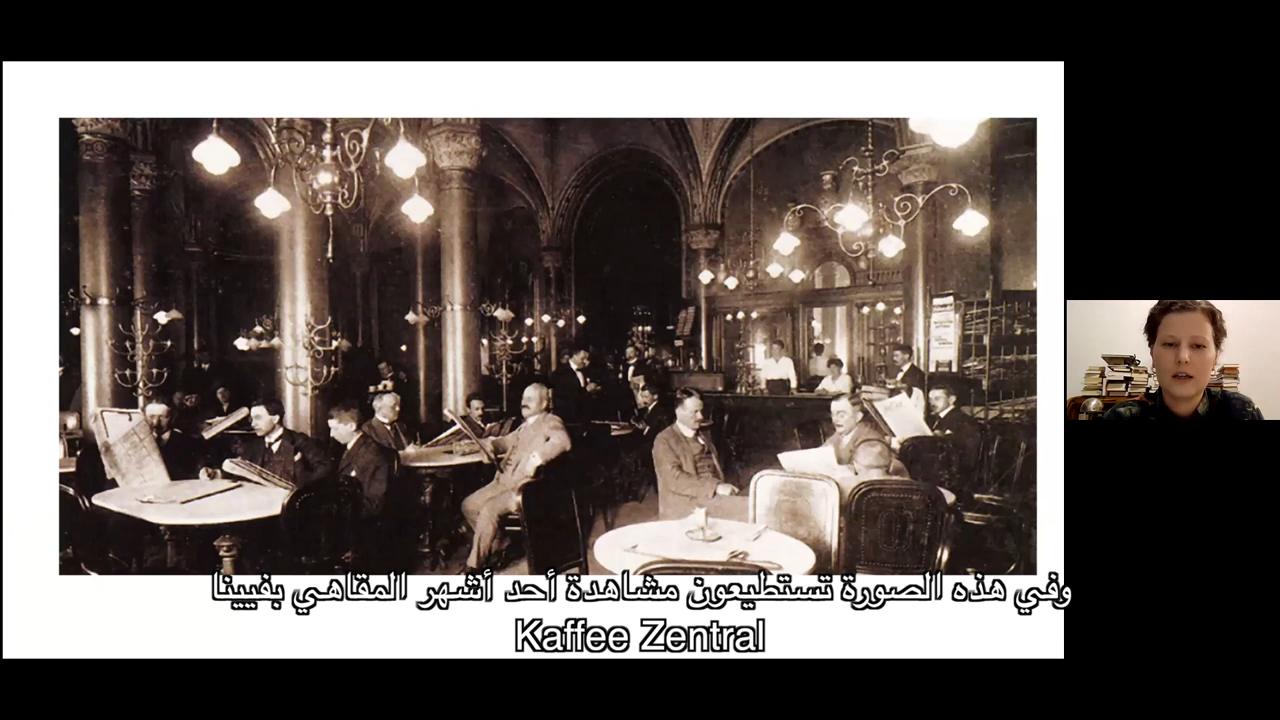 وفي هذه الصورة تستطيعون مشاهدة أحد أشهر المقاهي بفيينا
Kaffee Zentral